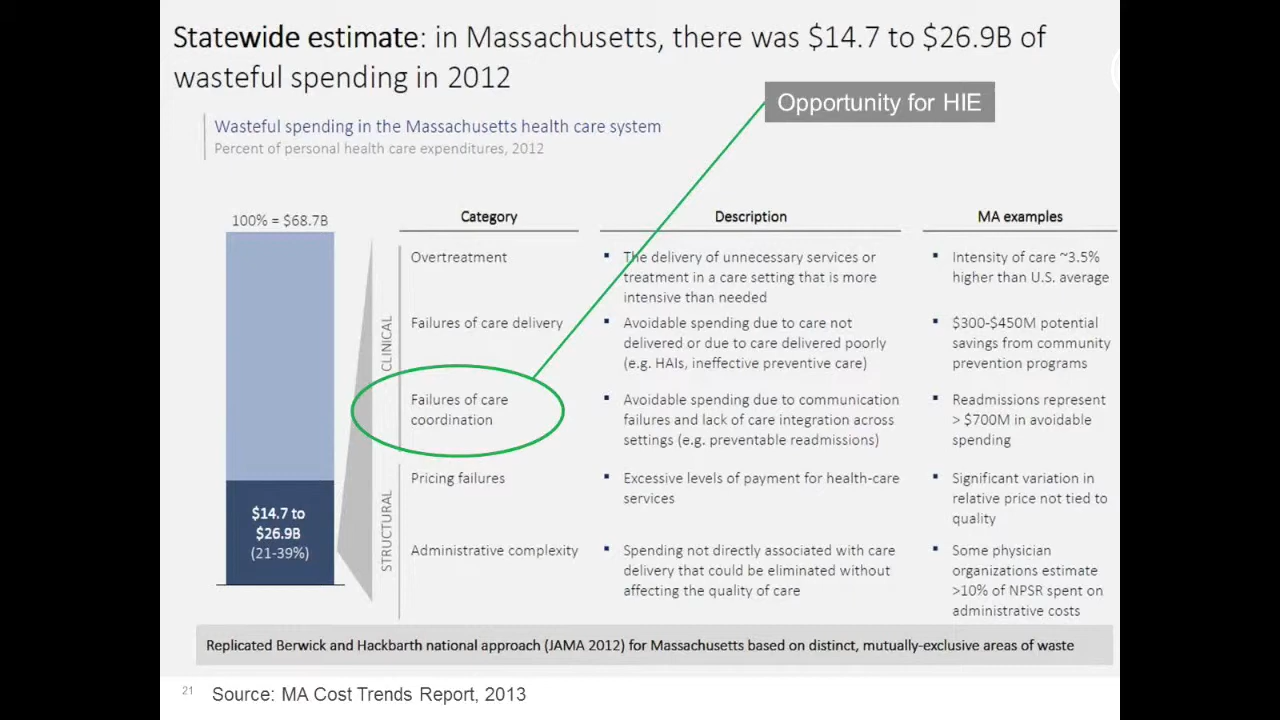 Statewide estimate: in Massachusetts, there was $14.7 to $26.9B of
wasteful spending in 2012
Opportunity for HIE
Wasteful spending in the Massachusetts health care system
Percent of personal health care expenditures, 2012
100% = $68.7B
$14.7 to
$26.9B
(21-39%)
CLINICAL
STRUCTURAL
Category
Description
MA examples
Overtreatment
▪ The delivery of unnecessary services or
treatment in a care setting that is more
intensive than needed
▪ Intensity of care ~3.5%
higher than U.S. average
Failures of care delivery
▪ Avoidable spending due to care not
delivered or due to care delivered poorly
(e.g. HAIs, ineffective preventive care)
▪ $300-$450M potential
savings from community
prevention programs
Failures of care
coordination
▪ Avoidable spending due to communication
failures and lack of care integration across
settings (e.g. preventable readmissions)
▪ Readmissions represent
> $700M in avoidable
spending
Pricing failures
▪ Excessive levels of payment for health-care
services
▪ Significant variation in
relative price not tied to
quality
Administrative complexity
▪ Spending not directly associated with care
delivery that could be eliminated without
affecting the quality of care
▪ Some physician
organizations estimate
>10% of NPSR spent on
administrative costs
Replicated Berwick and Hackbarth national approach (JAMA 2012) for Massachusetts based on distinct, mutually-exclusive areas of waste
21
Source: MA Cost Trends Report, 2013